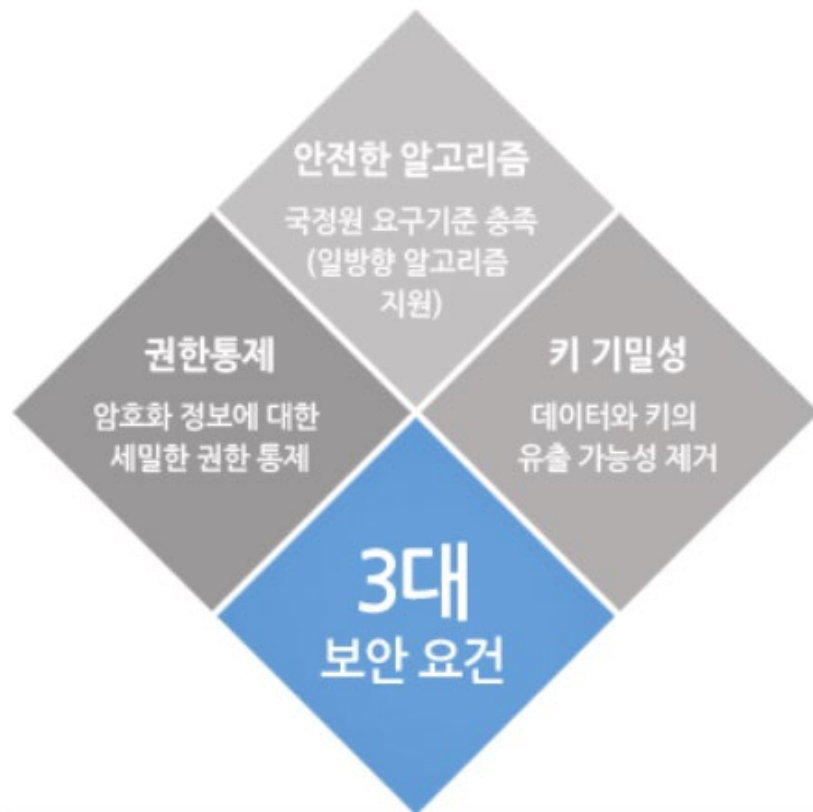 안전한 알고리즘
국정원 요구기준 충족
(일방향 알고리즘
지원)
권한통제
암호화 정보에 대한
세밀한 권한 통제
키 기밀성
데이터와 키의
유출 가능성 제거
3대
보안 요건